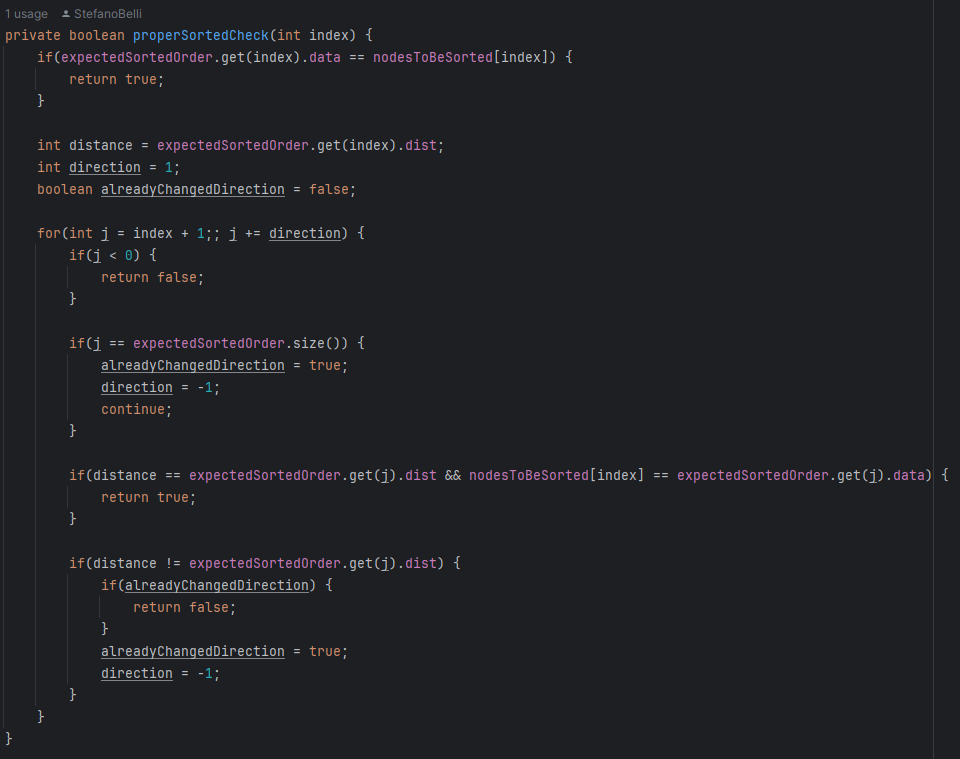 1 usage StefanoBelli
private boolean properSortedCheck(int index) {
    if(expectedSortedOrder.get(index).data == nodesToBeSorted[index]) {
        return true;
    }

    int distance = expectedSortedOrder.get(index).dist;
    int direction = 1;
    boolean alreadyChangedDirection = false;

    for(int j = index + 1;; j += direction) {
        if(j < 0) {
            return false;
        }

        if(j == expectedSortedOrder.size()) {
            alreadyChangedDirection = true;
            direction = -1;
            continue;
        }

        if(distance == expectedSortedOrder.get(j).dist && nodesToBeSorted[index] == expectedSortedOrder.get(j).data) {
            return true;
        }

        if(distance != expectedSortedOrder.get(j).dist) {
            if(alreadyChangedDirection) {
                return false;
            }
            alreadyChangedDirection = true;
            direction = -1;
        }
    }
}